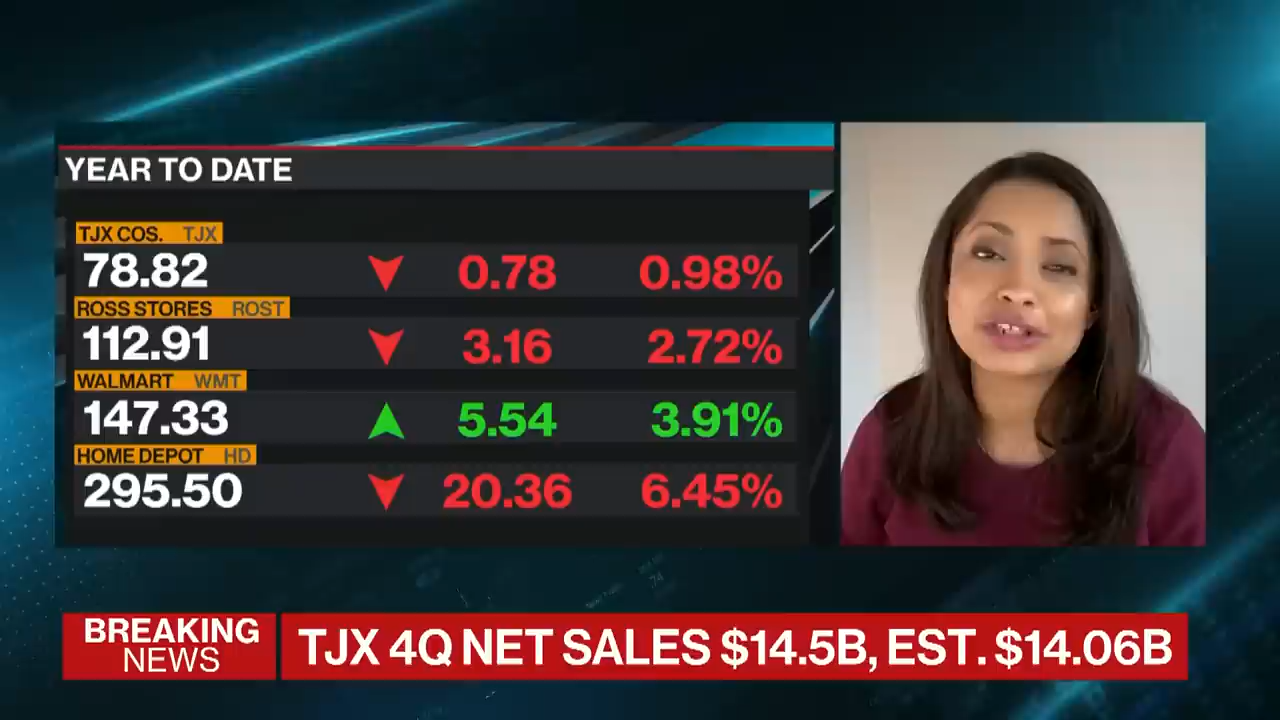 YEAR TO DATE
TJX COS. TJX
78.82 0.78 0.98%
ROSS STORES ROST
112.91 3.16 2.72%
WALMART WMT
147.33 5.54 3.91%
HOME DEPOT HD
295.50 20.36 6.45%
BREAKING
NEWS
TJX 4Q NET SALES $14.5B, EST. $14.06B